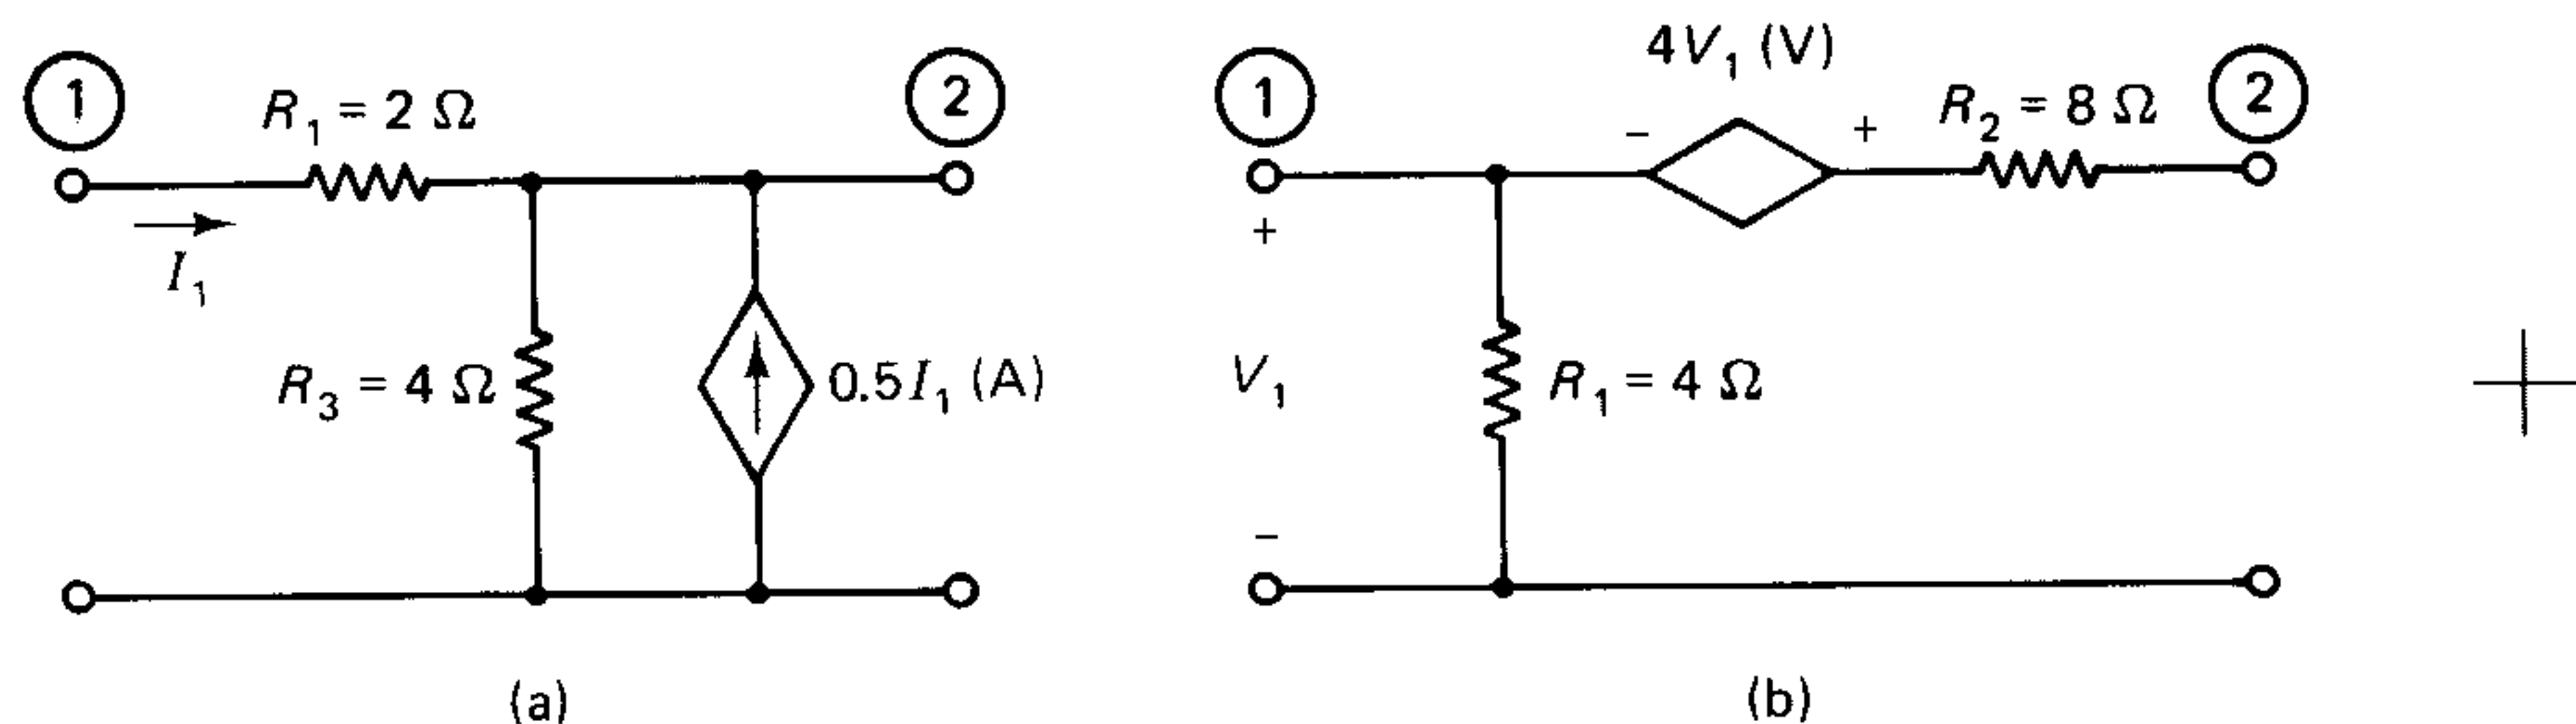 1
R1 = 2 Ω
2
I1
R3 = 4 Ω
0.5I1 (A)
(a)
1
4V1 (V)
R2 = 8 Ω
2
-
+
+
V1
R1 = 4 Ω
-
(b)